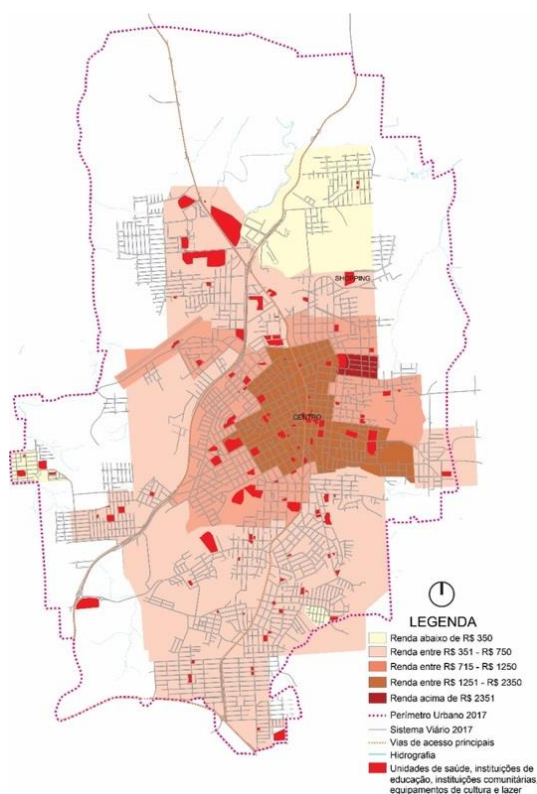 SHOPPING
CENTRO
LEGENDA
Renda abaixo de R$ 350
Renda entre R$ 351 - R$ 750
Renda entre R$ 715 - R$ 1250
Renda entre R$ 1251 - R$ 2350
Renda acima de R$ 2351
Perímetro Urbano 2017
Sistema Viário 2017
Vias de acesso principais
Hidrografia
Unidades de saúde, instituições de
educação, instituições comunitárias,
equipamentos de cultura e lazer